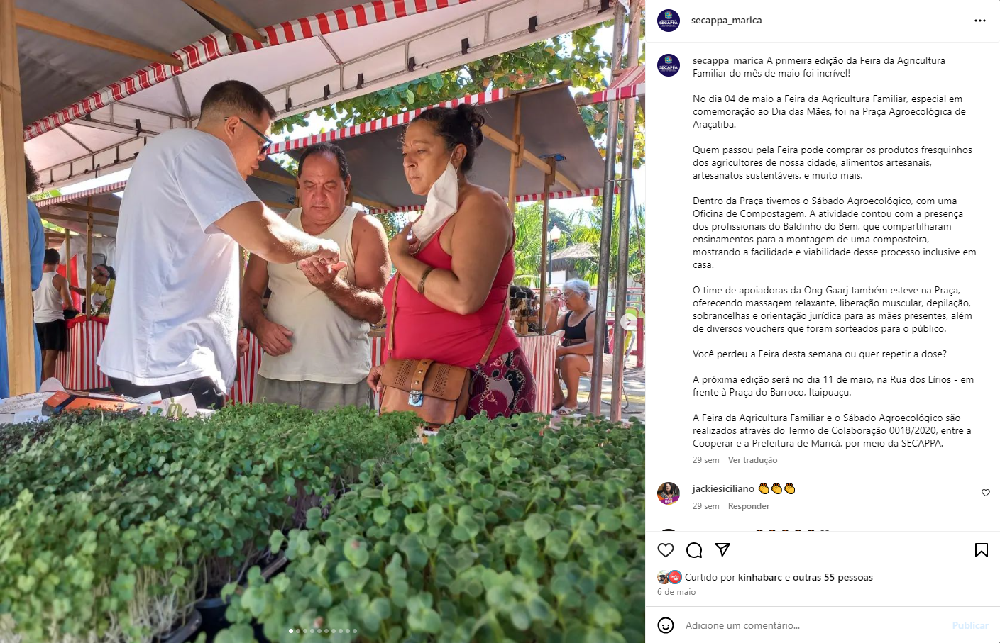 SECAPPA
secappa_marica
SECAPPA
secappa_marica A primeira edição da Feira da Agricultura
Familiar do mês de maio foi incrível!
No dia 04 de maio a Feira da Agricultura Familiar, especial em
comemoração ao Dia das Mães, foi na Praça Agroecológica de
Araçatiba.
Quem passou pela Feira pode comprar os produtos fresquinhos
dos agricultores de nossa cidade, alimentos artesanais,
artesanatos sustentáveis, e muito mais.
Dentro da Praça tivemos o Sábado Agroecológico, com uma
Oficina de Compostagem. A atividade contou com a presença
dos profissionais do Baldinho do Bem, que compartilharam
ensinamentos para a montagem de uma composteira,
mostrando a facilidade e viabilidade desse processo inclusive em
casa.
O time de apoiadoras da Ong Gaarj também esteve na Praça,
oferecendo massagem relaxante, liberação muscular, depilação,
sobrancelhas e orientação jurídica para as mães presentes, além
de diversos vouchers que foram sorteados para o público.
Você perdeu a Feira desta semana ou quer repetir a dose?
A próxima edição será no dia 11 de maio, na Rua dos Lírios - em
frente à Praça do Barroco, Itaipuaçu.
A Feira da Agricultura Familiar e o Sábado Agroecológico são
realizados através do Termo de Colaboração 0018/2020, entre a
Cooperar e a Prefeitura de Maricá, por meio da SECAPPA.
29 sem Ver tradução
jackiesiciliano 👏👏👏
29 sem Responder
Curtido por kinhabarc e outras 55 pessoas
6 de maio
Adicione um comentário...
Publicar